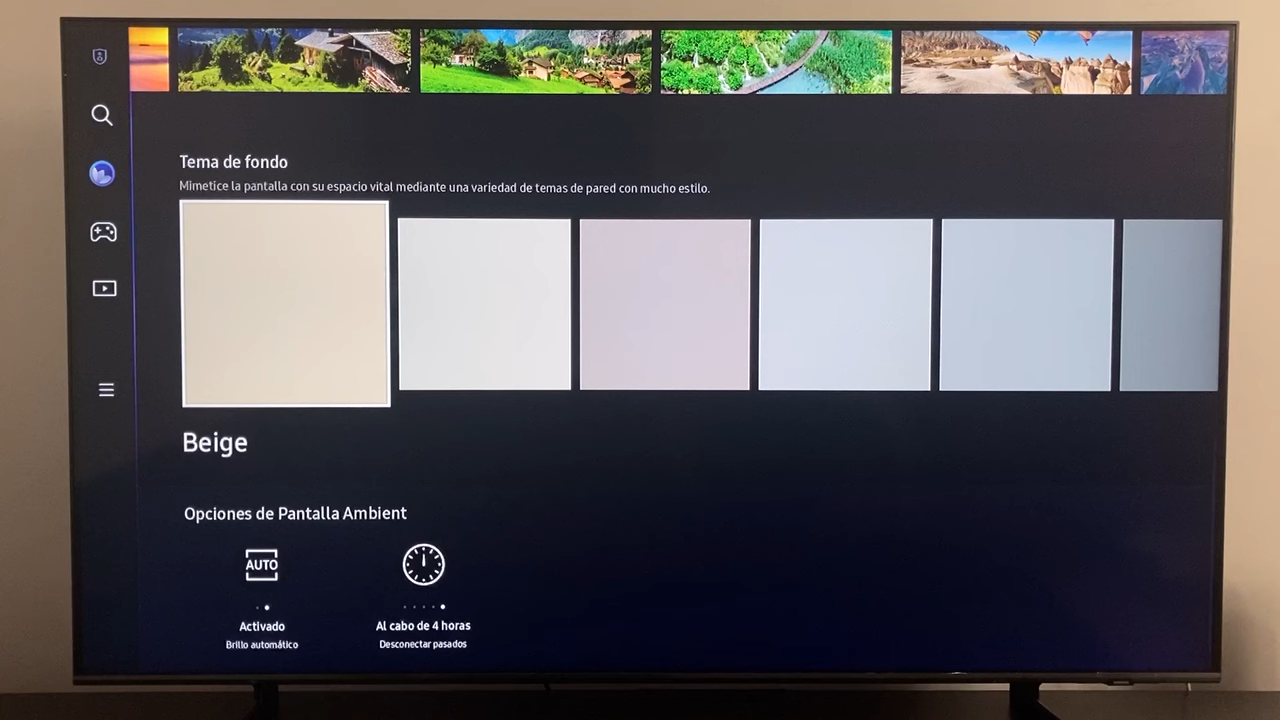 Tema de fondo
Mimetice la pantalla con su espacio vital mediante una variedad de temas de pared con mucho estilo.
Beige
Opciones de Pantalla Ambient
AUTO
Activado
Brillo automático
Al cabo de 4 horas
Desconectar pasados